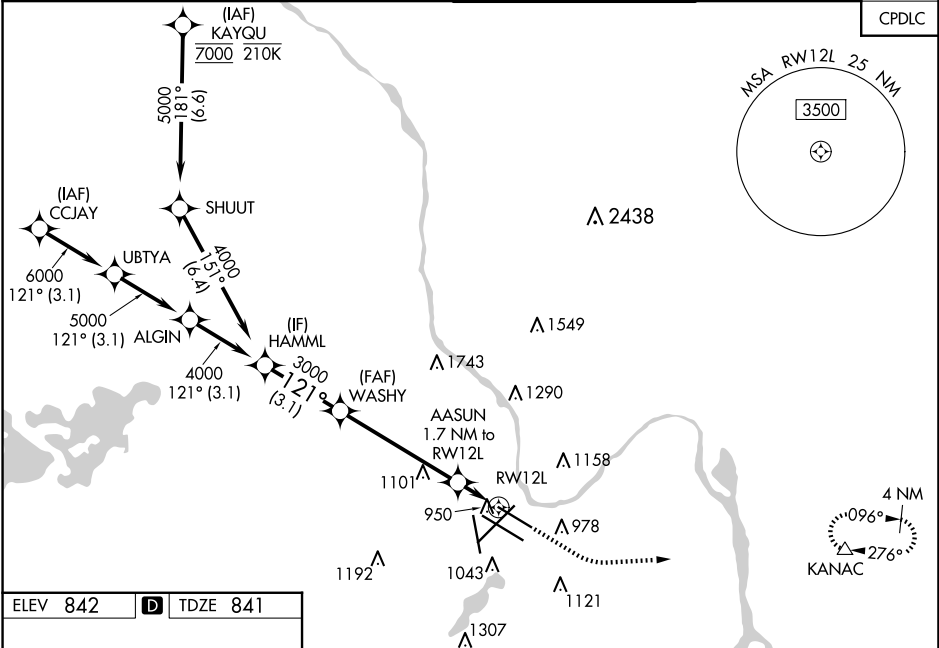 CPDLC
(IAF)
KAYQU
7000 210K
MSA RW12L 25 NM
3500
5000
181°
(6.6)
(IAF)
CCJAY
SHUUT
2438
UBTYA
4000
151°
(6.4)
6000
121° (3.1)
5000
121° (3.1)
ALGIN
(IF)
HAMML
1549
4000
121° (3.1)
3000
121°
(3.1)
1743
(FAF)
WASHY
1290
AASUN
1.7 NM to
RW12L
1101
RW12L
1158
950
978
4 NM
096°
276°
KANAC
1192
1043
1121
ELEV 842 D TDZE 841
1307